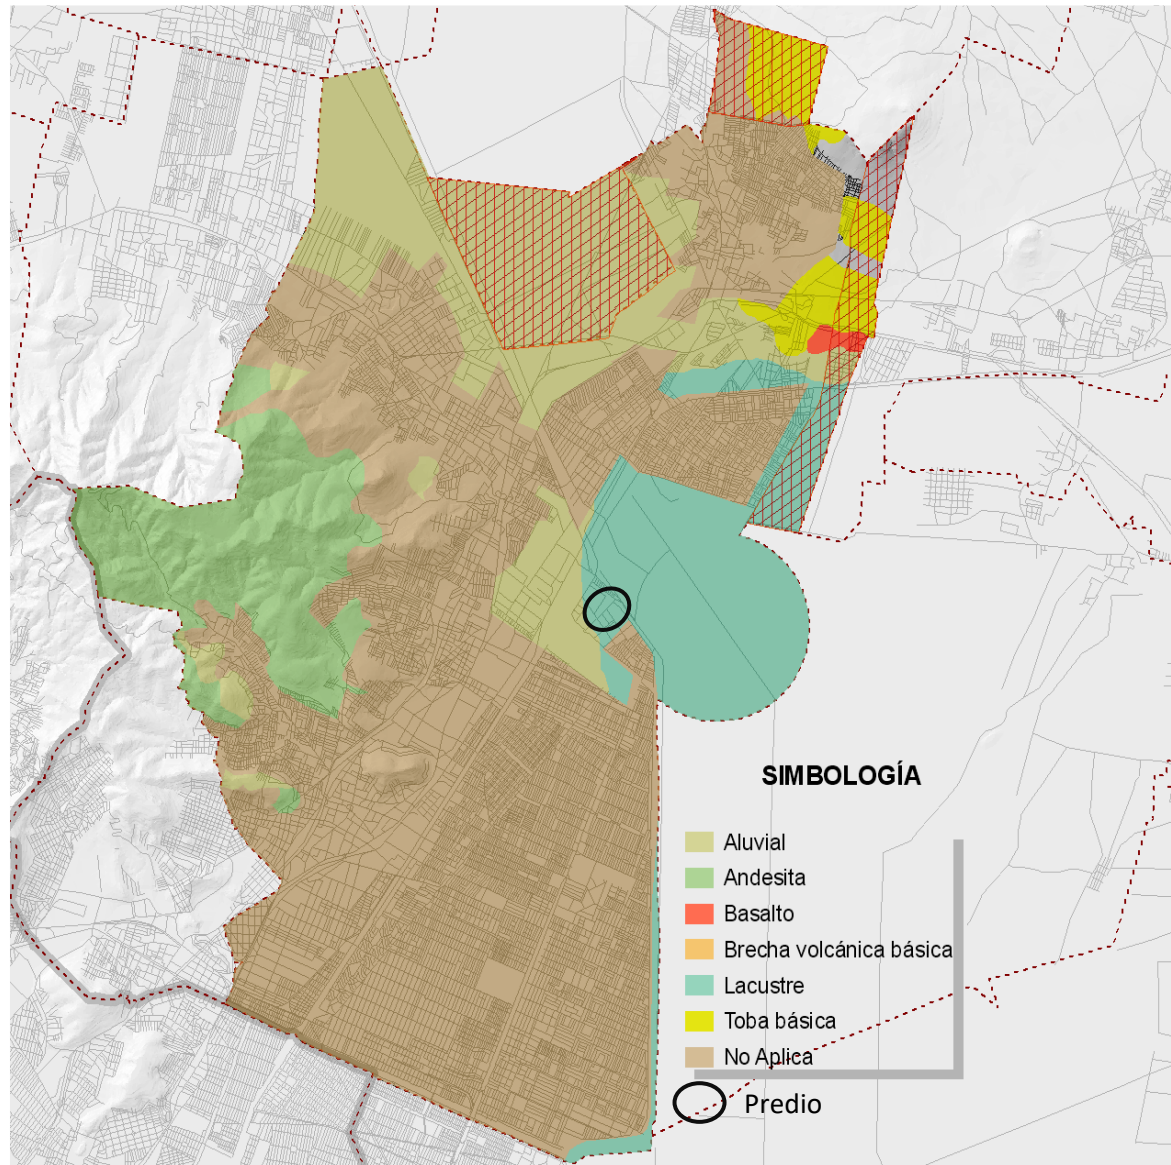 SIMBOLOGÍA
Aluvial
Andesita
Basalto
Brecha volcánica básica
Lacustre
Toba básica
No Aplica
Predio